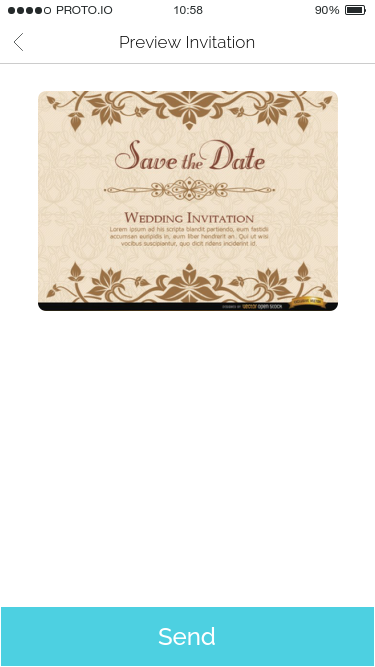 PROTO.IO 10:58 90%
Preview Invitation
Save the Date
Wedding Invitation
Lorem ipsum ad his scripta blandit partiendo, eum fastidii
accumsan euripidis in, eum liber hendrerit an. Qui ut wisi
vocibus suscipiantur, quo dicit ridens inciderint id.
vector open stock
Send